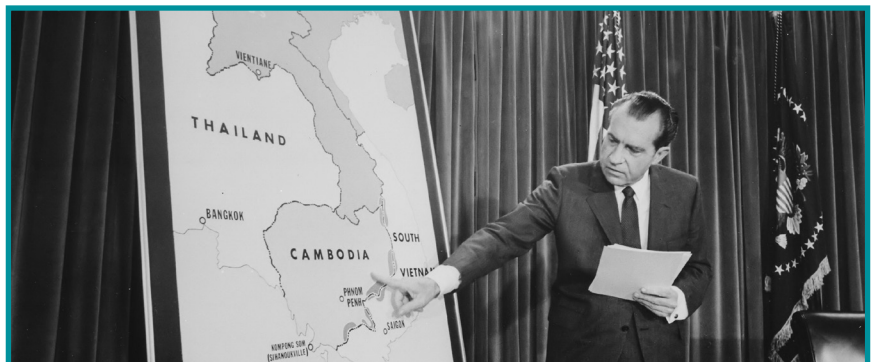 VIENTIANE
THAILAND
BANGKOK
CAMBODIA
SOUTH
VIETNAM
PHNOM
PENH
SAIGON
KOMPONG SOM
(SIHANOUKVILLE)